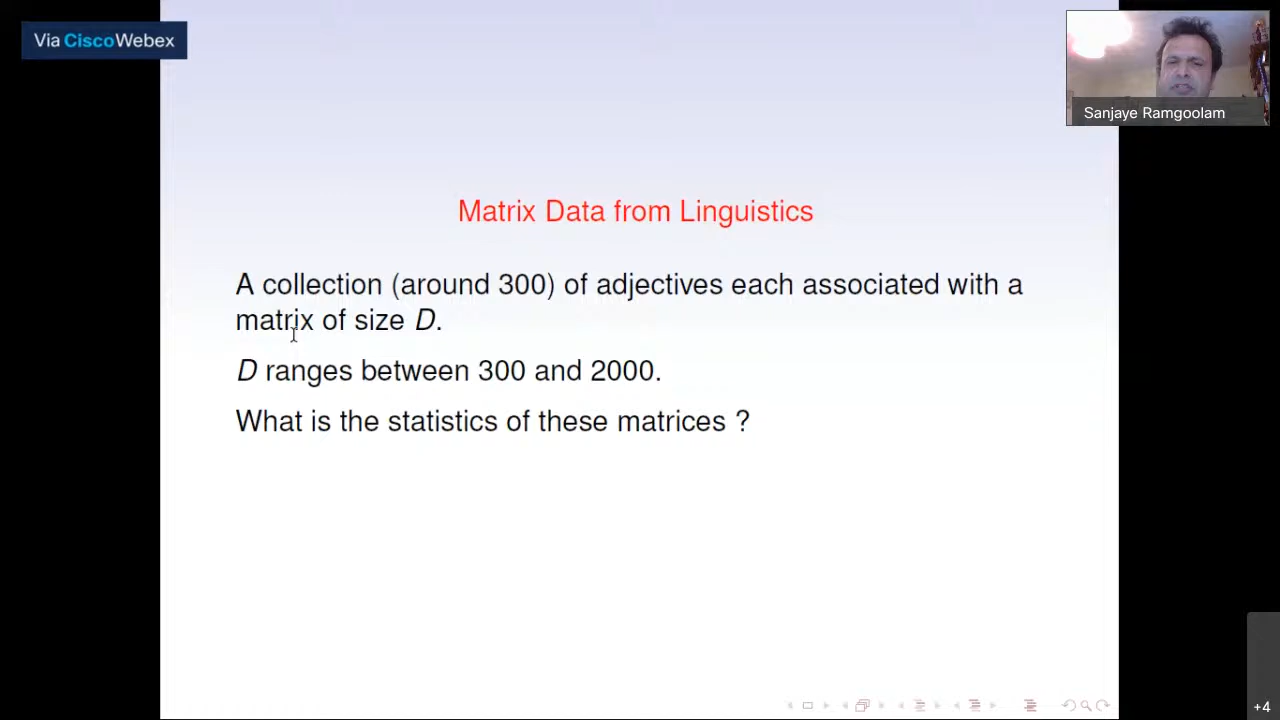 Via CiscoWebex
Sanjaye Ramgoolam
Matrix Data from Linguistics
A collection (around 300) of adjectives each associated with a
matrix of size D.
D ranges between 300 and 2000.
What is the statistics of these matrices ?
+4